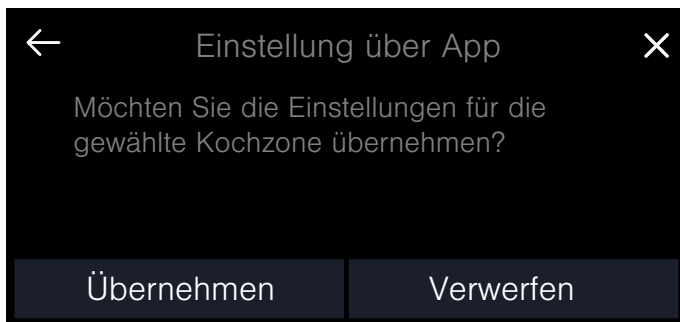 Einstellung über App
Möchten Sie die Einstellungen für die
gewählte Kochzone übernehmen?
Übernehmen Verwerfen